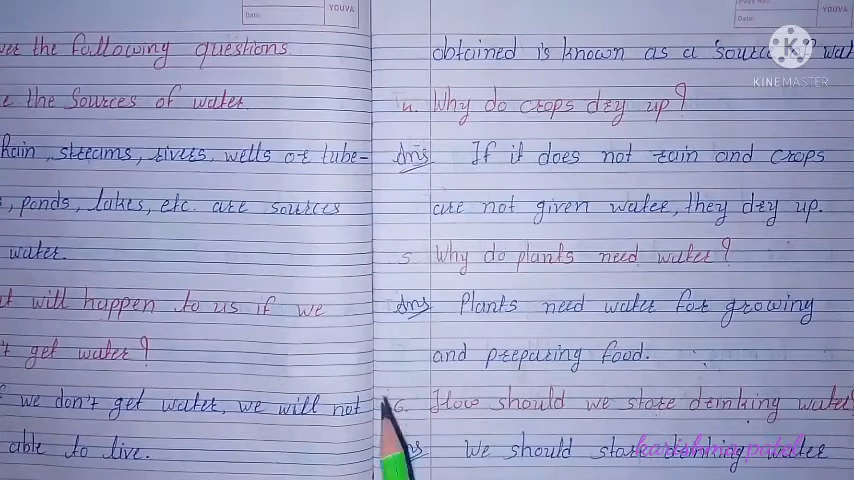 Date: YOUVA
er the following questions
e the Sources of water
Rain, streams, rivers, wells or tube-
, ponds, lakes, etc. are sources
water.
t will happen to us if we
't get water?
f we don't get water, we will not
able to live.
Date: YOUVA
K
KINEMASTER
obtained is known as a 'source of wat
4. Why do crops dry up?
Ans If it does not rain and crops
are not given water, they dry up.
5 Why do plants need water?
Ans Plants need water for growing
and preparing food.
6. How should we store drinking water?
Ans We should store drinking water